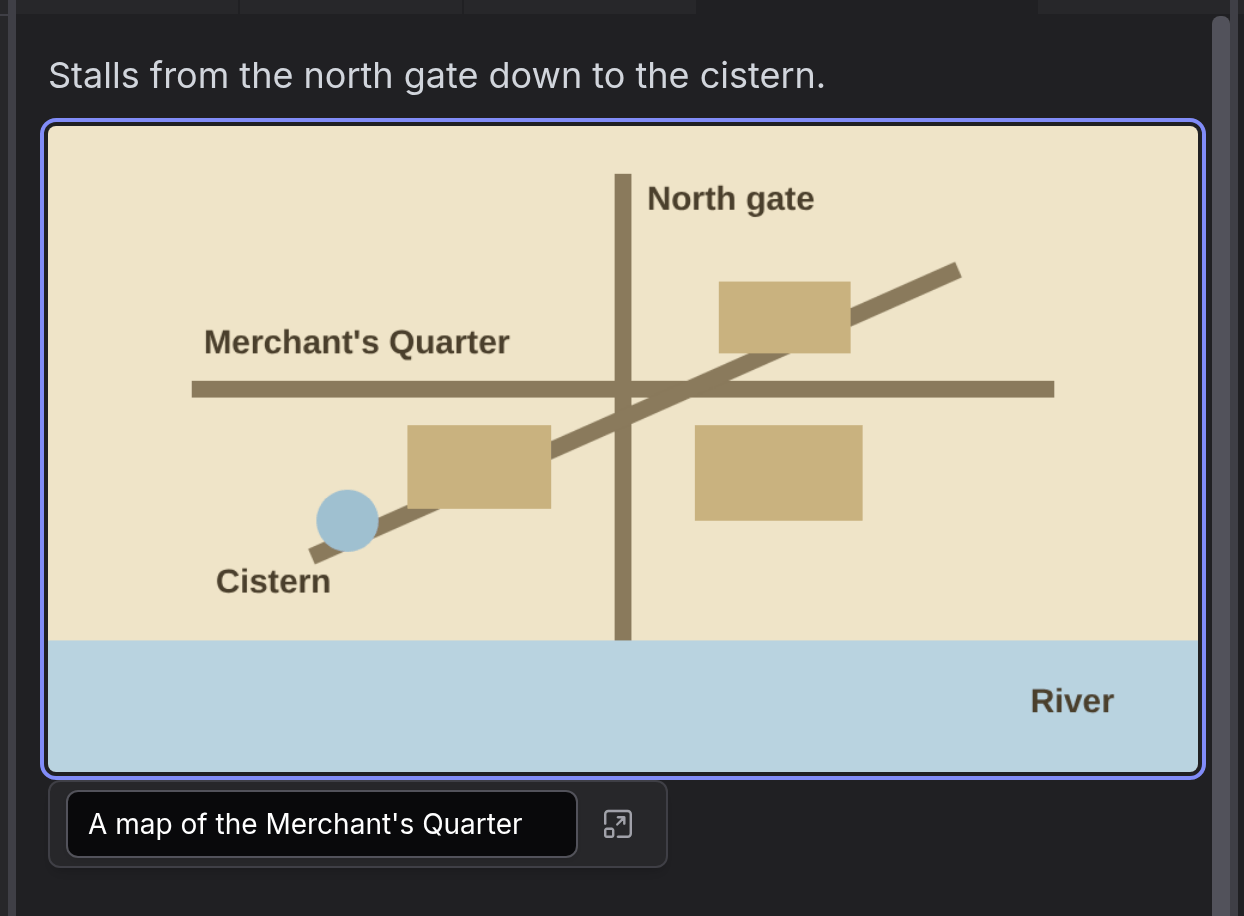 Stalls from the north gate down to the cistern.
North gate
Merchant's Quarter
Cistern
River
A map of the Merchant's Quarter